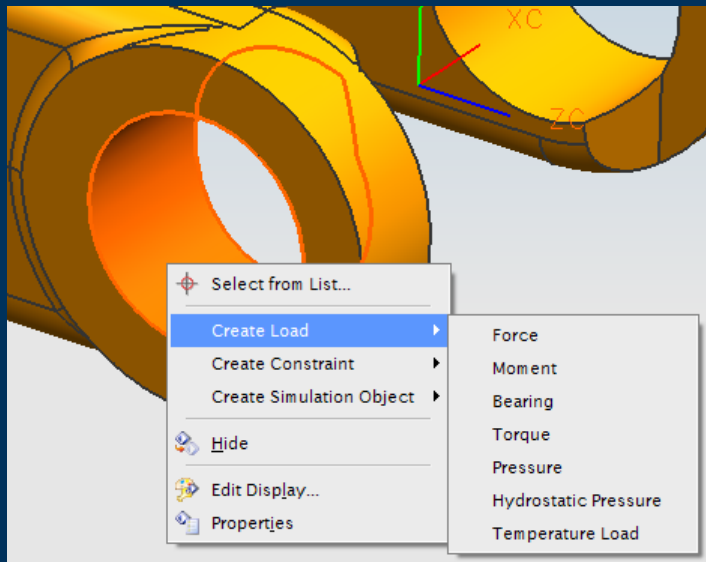 XC
ZC
Select from List...
Create Load
Create Constraint
Create Simulation Object
Hide
Edit Display...
Properties
Force
Moment
Bearing
Torque
Pressure
Hydrostatic Pressure
Temperature Load